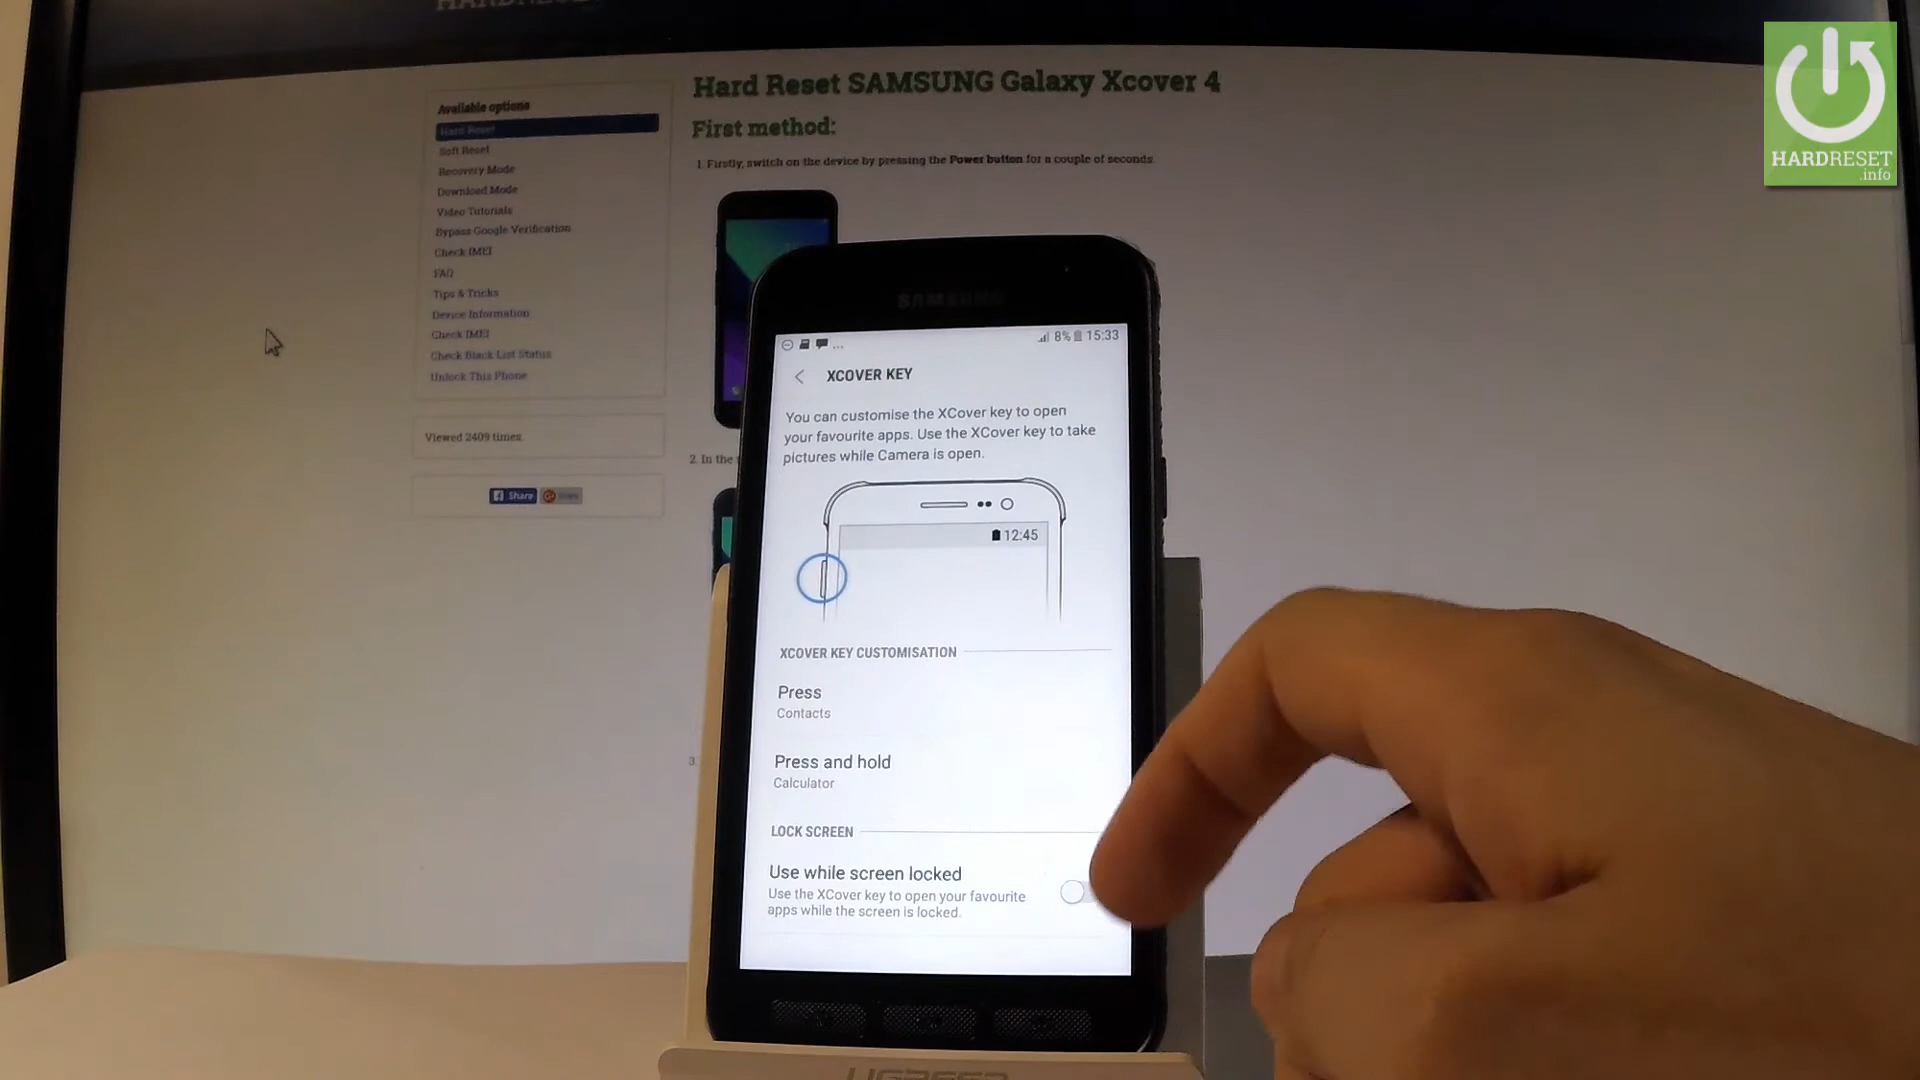 Hard Reset SAMSUNG Galaxy Xcover 4
First method:
1. Firstly, switch on the device by pressing the Power button for a couple of seconds.
2. In the
3.
Available options
Hard Reset
Soft Reset
Recovery Mode
Download Mode
Video Tutorials
Bypass Google Verification
Check IMEI
FAQ
Tips & Tricks
Device Information
Check IMEI
Check Black List Status
Unlock This Phone
Viewed 2409 times.
Share
HARDRESET
.info
SAMSUNG
... 8% 15:33
XCOVER KEY
You can customise the XCover key to open
your favourite apps. Use the XCover key to take
pictures while Camera is open.
12:45
XCOVER KEY CUSTOMISATION
Press
Contacts
Press and hold
Calculator
LOCK SCREEN
Use while screen locked
Use the XCover key to open your favourite
apps while the screen is locked.
UGREEN